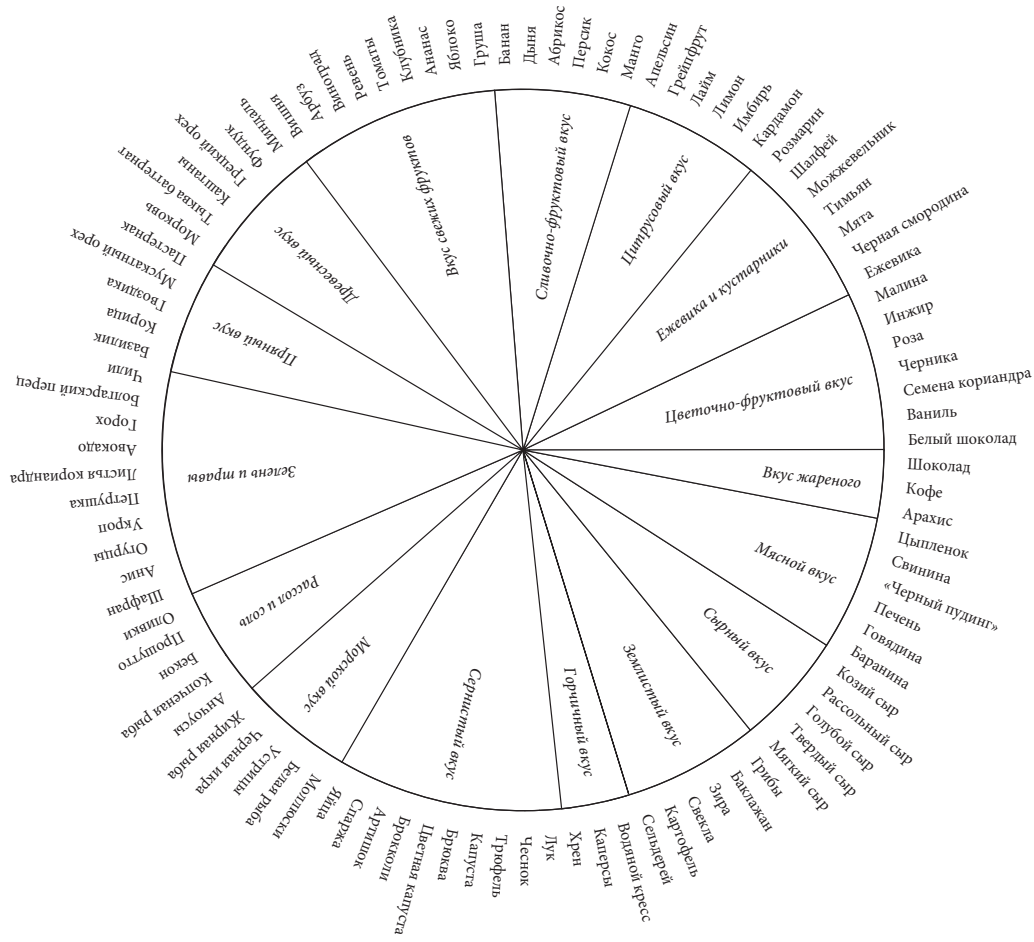 Банан
Дыня
Абрикос
Персик
Кокос
Манго
Апельсин
Грейпфрут
Лайм
Лимон
Имбирь
Кардамон
Розмарин
Шалфей
Можжевельник
Тимьян
Мята
Черная смородина
Ежевика
Малина
Инжир
Роза
Черника
Семена кориандра
Ваниль
Белый шоколад
Шоколад
Кофе
Арахис
Цыпленок
Свинина
«Черный пудинг»
Печень
Говядина
Баранина
Козий сыр
Рассольный сыр
Голубой сыр
Твердый сыр
Мягкий сыр
Грибы
Баклажан
Зира
Свекла
Картофель
Сельдерей
Водяной кресс
Каперсы
Хрен
Лук
Чеснок
Трюфель
Капуста
Брюква
Цветная капуста
Брокколи
Артишок
Спаржа
Яйца
Моллюски
Белая рыба
Устрицы
Черная икра
Жирная рыба
Анчоусы
Копченая рыба
Бекон
Прошутто
Оливки
Шафран
Анис
Огурцы
Укроп
Петрушка
Листья кориандра
Авокадо
Горох
Болгарский перец
Чили
Базилик
Корица
Гвоздика
Мускатный орех
Пастернак
Морковь
Тыква баттернат
Каштаны
Грецкий орех
Фундук
Миндаль
Вишня
Арбуз
Виноград
Ревень
Томаты
Клубника
Ананас
Яблоко
Груша
Сливочно-фруктовый вкус
Цитрусовый вкус
Ежевика и кустарники
Цветочно-фруктовый вкус
Вкус жареного
Мясной вкус
Сырный вкус
Землистый вкус
Горчичный вкус
Сернистый вкус
Морской вкус
Рассол и соль
Зелень и травы
Пряный вкус
Древесный вкус
Вкус свежих фруктов